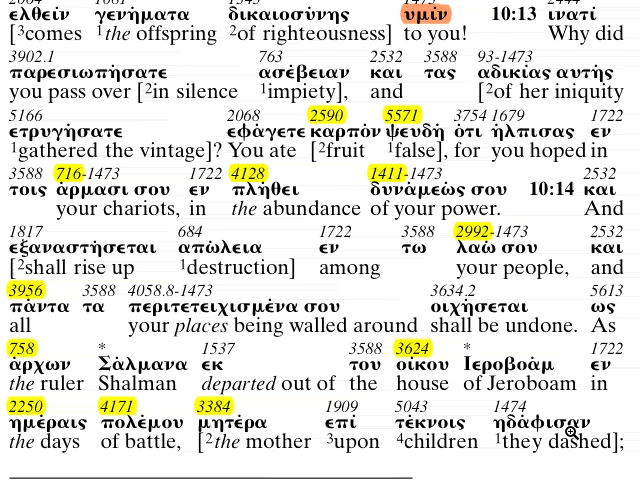 ελθείν γενήματα δικαιοσύνης υμίν 10:13 ινατί
[³comes ¹the offspring ²of righteousness] to you! Why did
3902.1 763 2532 3588 93-1473
παρεσιωπήσατε ασέβειαν και τας αδικίας αυτής
you pass over [²in silence ¹impiety], and [²of her iniquity
5166 2068 2590 5571 3754 1679 1722
ετρυγήσατε εφάγετε καρπόν ψευδή ότι ήλπισας εν
¹gathered the vintage]? You ate [²fruit ¹false], for you hoped in
3588 716-1473 1722 4128 1411-1473 2532
τοις άρμασί σου εν πλήθει δυνάμεώς σου 10:14 και
your chariots, in the abundance of your power. And
1817 684 1722 3588 2992-1473 2532
εξαναστήσεται απώλεια εν τω λαώ σου και
[²shall rise up ¹destruction] among your people, and
3956 3588 4058.8-1473 3634.2 5613
πάντα τα περιτετειχισμένα σου οιχήσεται ως
all your places being walled around shall be undone. As
758 * 1537 3588 3624 * 1722
άρχων Σάλμανα εκ του οίκου Ιεροβοάμ εν
the ruler Shalman departed out of the house of Jeroboam in
2250 4171 3384 1909 5043 1474
ημέραις πολέμου μητέρα επί τέκνοις ηδάφισαν
the days of battle, [²the mother ³upon ⁴children ¹they dashed];